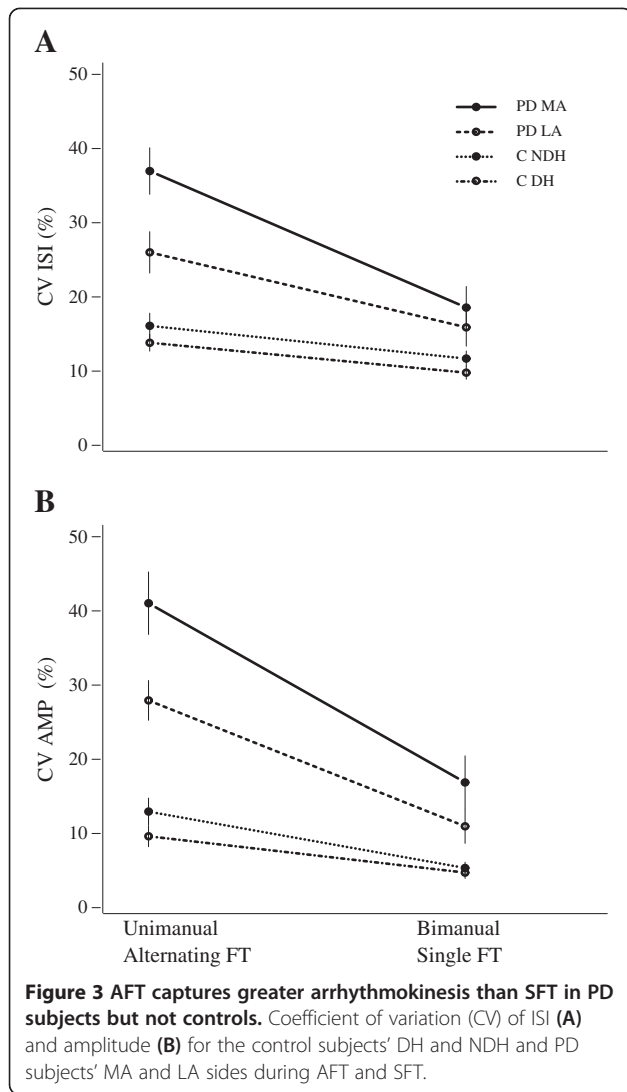 A
50
40
30
20
10
0
CV ISI (%)
PD MA
PD LA
C NDH
C DH
B
50
40
30
20
10
0
CV AMP (%)
Unimanual
Alternating FT
Bimanual
Single FT
Figure 3 AFT captures greater arrhythmokinesis than SFT in PD
subjects but not controls. Coefficient of variation (CV) of ISI (A)
and amplitude (B) for the control subjects' DH and NDH and PD
subjects' MA and LA sides during AFT and SFT.